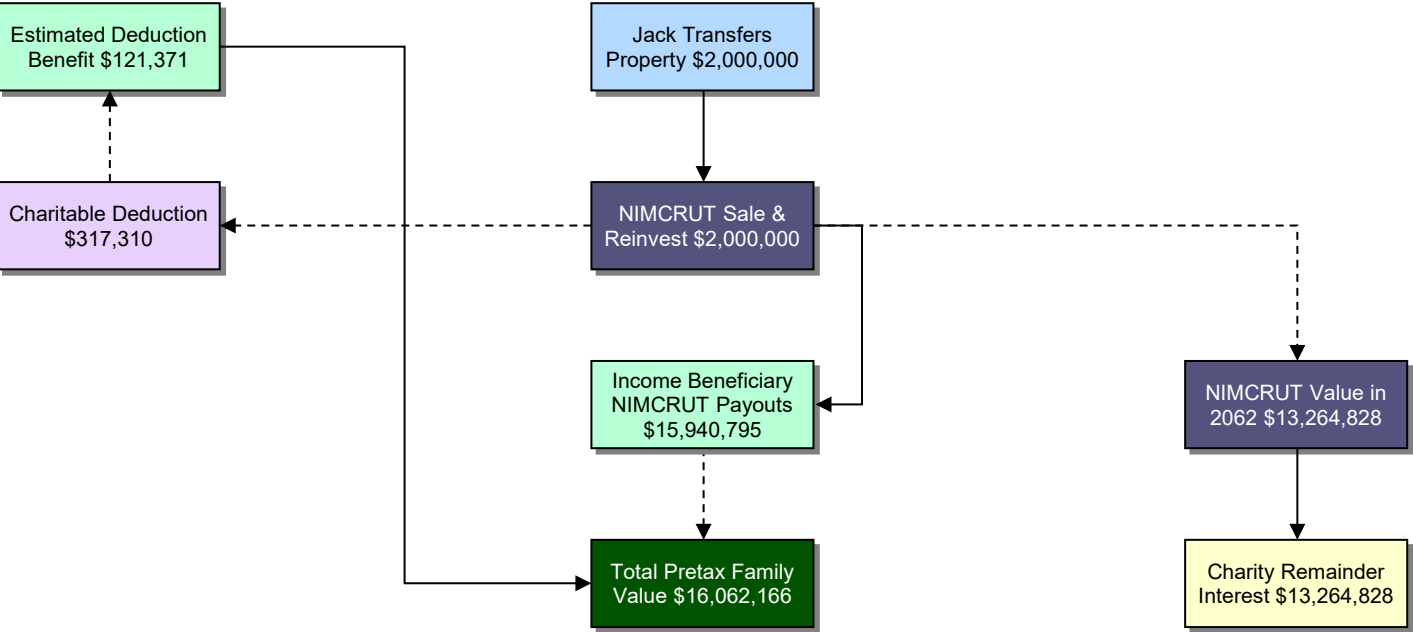 Estimated Deduction
Benefit $121,371
Jack Transfers
Property $2,000,000
Charitable Deduction
$317,310
NIMCRUT Sale &
Reinvest $2,000,000
Income Beneficiary
NIMCRUT Payouts
$15,940,795
NIMCRUT Value in
2062 $13,264,828
Total Pretax Family
Value $16,062,166
Charity Remainder
Interest $13,264,828